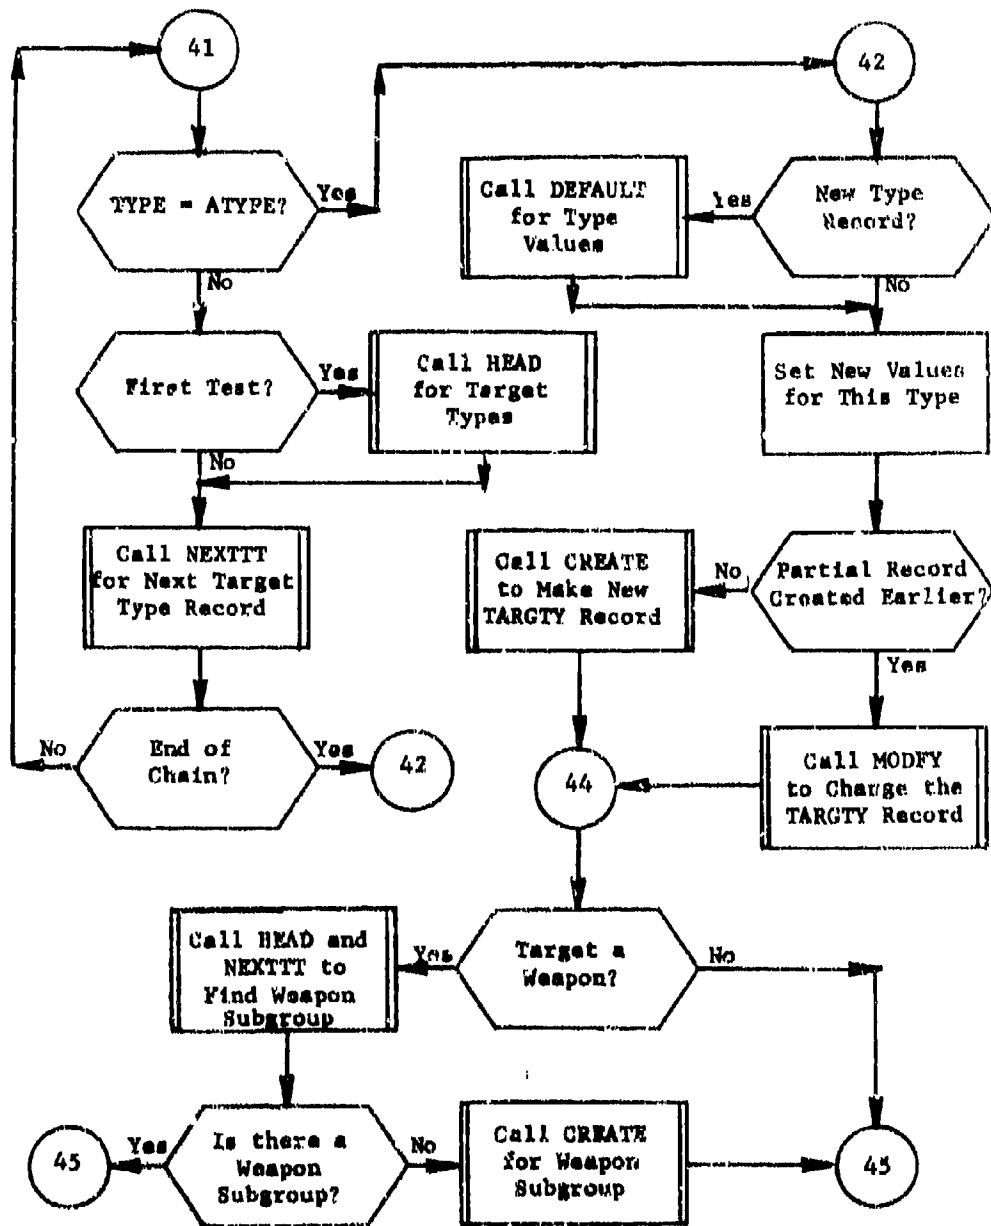 41
42
TYPE = ATYPE?
Yes
Call DEFAULT
for Type
Values
Yes
New Type
Record?
No
No
First Test?
Yes
Call HEAD
for Target
Types
Set New Values
for This Type
No
Call NEXTTT
for Next Target
Type Record
Call CREATE
to Make New
TARGTY Record
No
Partial Record
Created Earlier?
Yes
No
End of
Chain?
Yes
42
44
Call MODFY
to Change the
TARGTY Record
Call HEAD and
NEXTTT to
Find Weapon
Subgroup
Yes
Target a
Weapon?
No
45
Yes
Is there a
Weapon
Subgroup?
No
Call CREATE
for Weapon
Subgroup
45